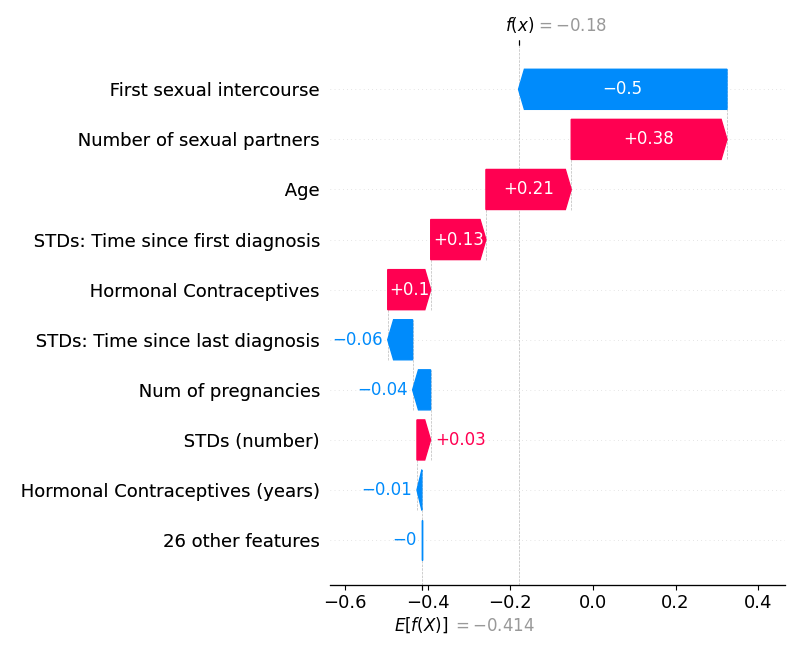 f(x) = −0.18
First sexual intercourse −0.5
Number of sexual partners +0.38
Age +0.21
STDs: Time since first diagnosis +0.13
Hormonal Contraceptives +0.1
STDs: Time since last diagnosis −0.06
Num of pregnancies −0.04
STDs (number) +0.03
Hormonal Contraceptives (years) −0.01
26 other features −0
−0.6 −0.4 −0.2 0.0 0.2 0.4
E[f(X)] = −0.414